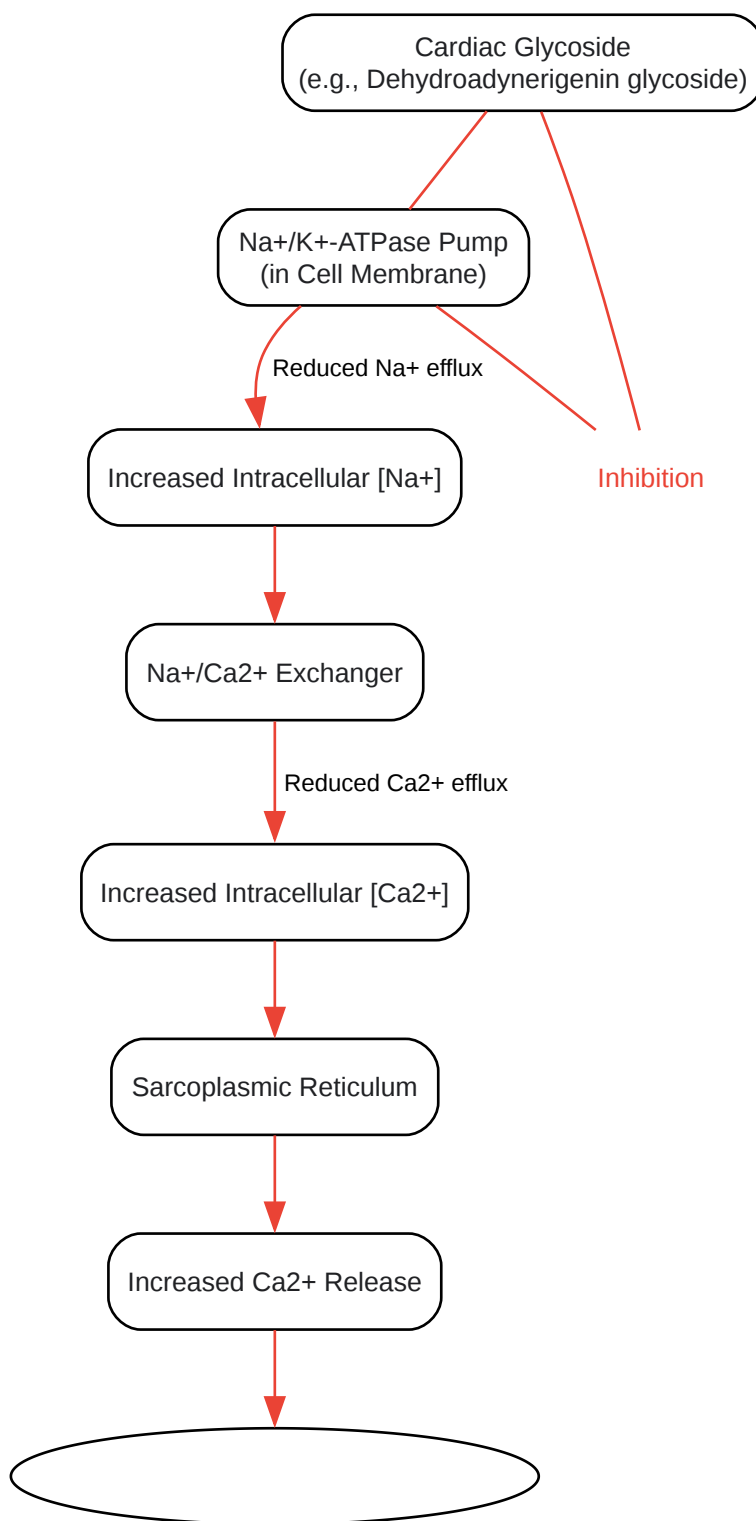 Cardiac Glycoside
(e.g., Dehydroadynerigenin glycoside)
Na+/K+-ATPase Pump
(in Cell Membrane)
Reduced Na+ efflux
Increased Intracellular [Na+]
Inhibition
Na+/Ca2+ Exchanger
Reduced Ca2+ efflux
Increased Intracellular [Ca2+]
Sarcoplasmic Reticulum
Increased Ca2+ Release